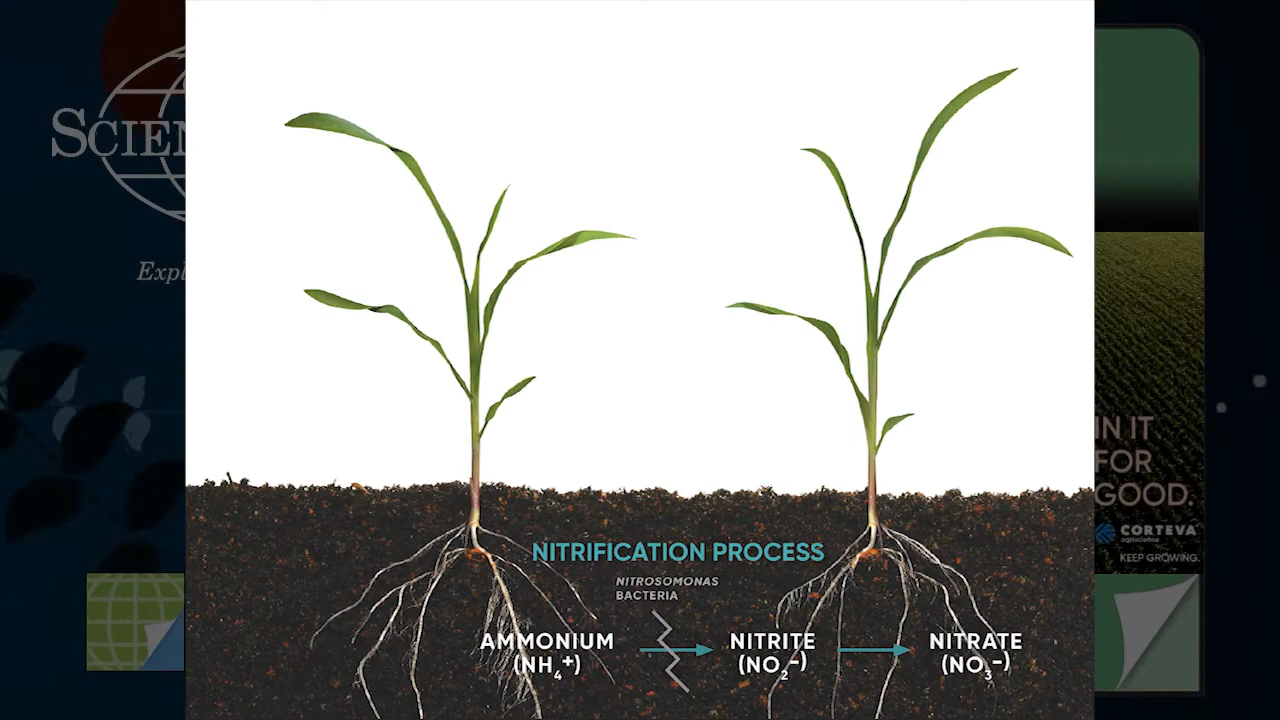 SCIEN
Expl
NITRIFICATION PROCESS
NITROSOMONAS
BACTERIA
AMMONIUM
(NH₄⁺)
NITRITE
(NO₂⁻)
NITRATE
(NO₃⁻)
IN IT
FOR
GOOD.
CORTEVA
agriscience
KEEP GROWING.